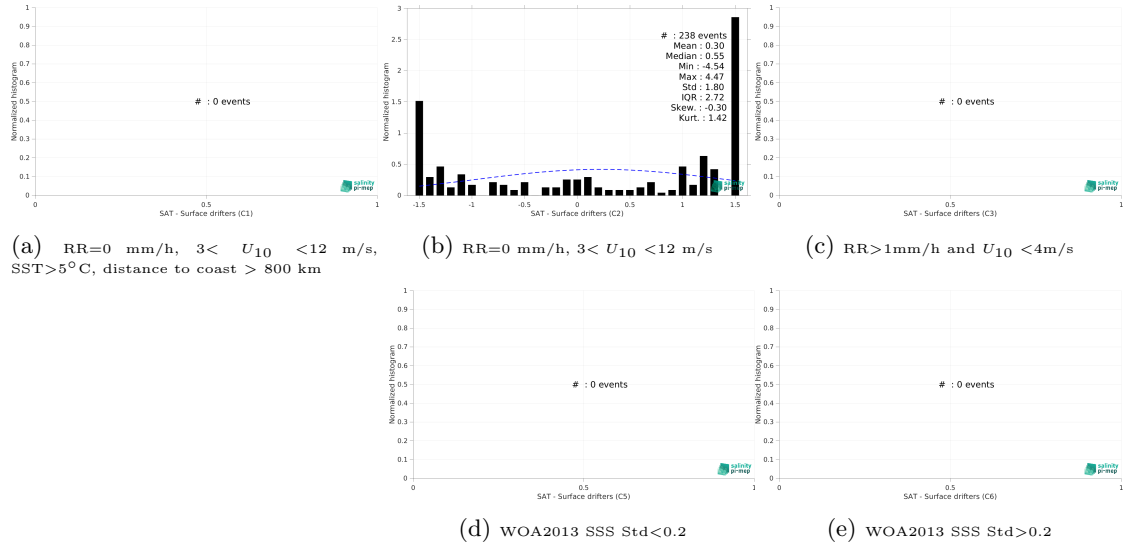 1
0.9
0.8
0.7
0.6
0.5
0.4
0.3
0.2
0.1
0
Normalized histogram
# : 0 events
salinity
pi-mep
0 0.5 1
SAT - Surface drifters (C1)
(a) RR=0 mm/h, 3< U10 <12 m/s,
SST>5°C, distance to coast > 800 km
3
2.5
2
1.5
1
0.5
0
Normalized histogram
# : 238 events
Mean : 0.30
Median : 0.55
Min : -4.54
Max : 4.47
Std : 1.80
IQR : 2.72
Skew. : -0.30
Kurt. : 1.42
salinity
pi-mep
-1.5 -1 -0.5 0 0.5 1 1.5
SAT - Surface drifters (C2)
(b) RR=0 mm/h, 3< U10 <12 m/s
1
0.9
0.8
0.7
0.6
0.5
0.4
0.3
0.2
0.1
0
Normalized histogram
# : 0 events
salinity
pi-mep
0 0.5 1
SAT - Surface drifters (C3)
(c) RR>1mm/h and U10 <4m/s
1
0.9
0.8
0.7
0.6
0.5
0.4
0.3
0.2
0.1
0
Normalized histogram
# : 0 events
salinity
pi-mep
0 0.5 1
SAT - Surface drifters (C5)
(d) WOA2013 SSS Std<0.2
1
0.9
0.8
0.7
0.6
0.5
0.4
0.3
0.2
0.1
0
Normalized histogram
# : 0 events
salinity
pi-mep
0 0.5 1
SAT - Surface drifters (C6)
(e) WOA2013 SSS Std>0.2